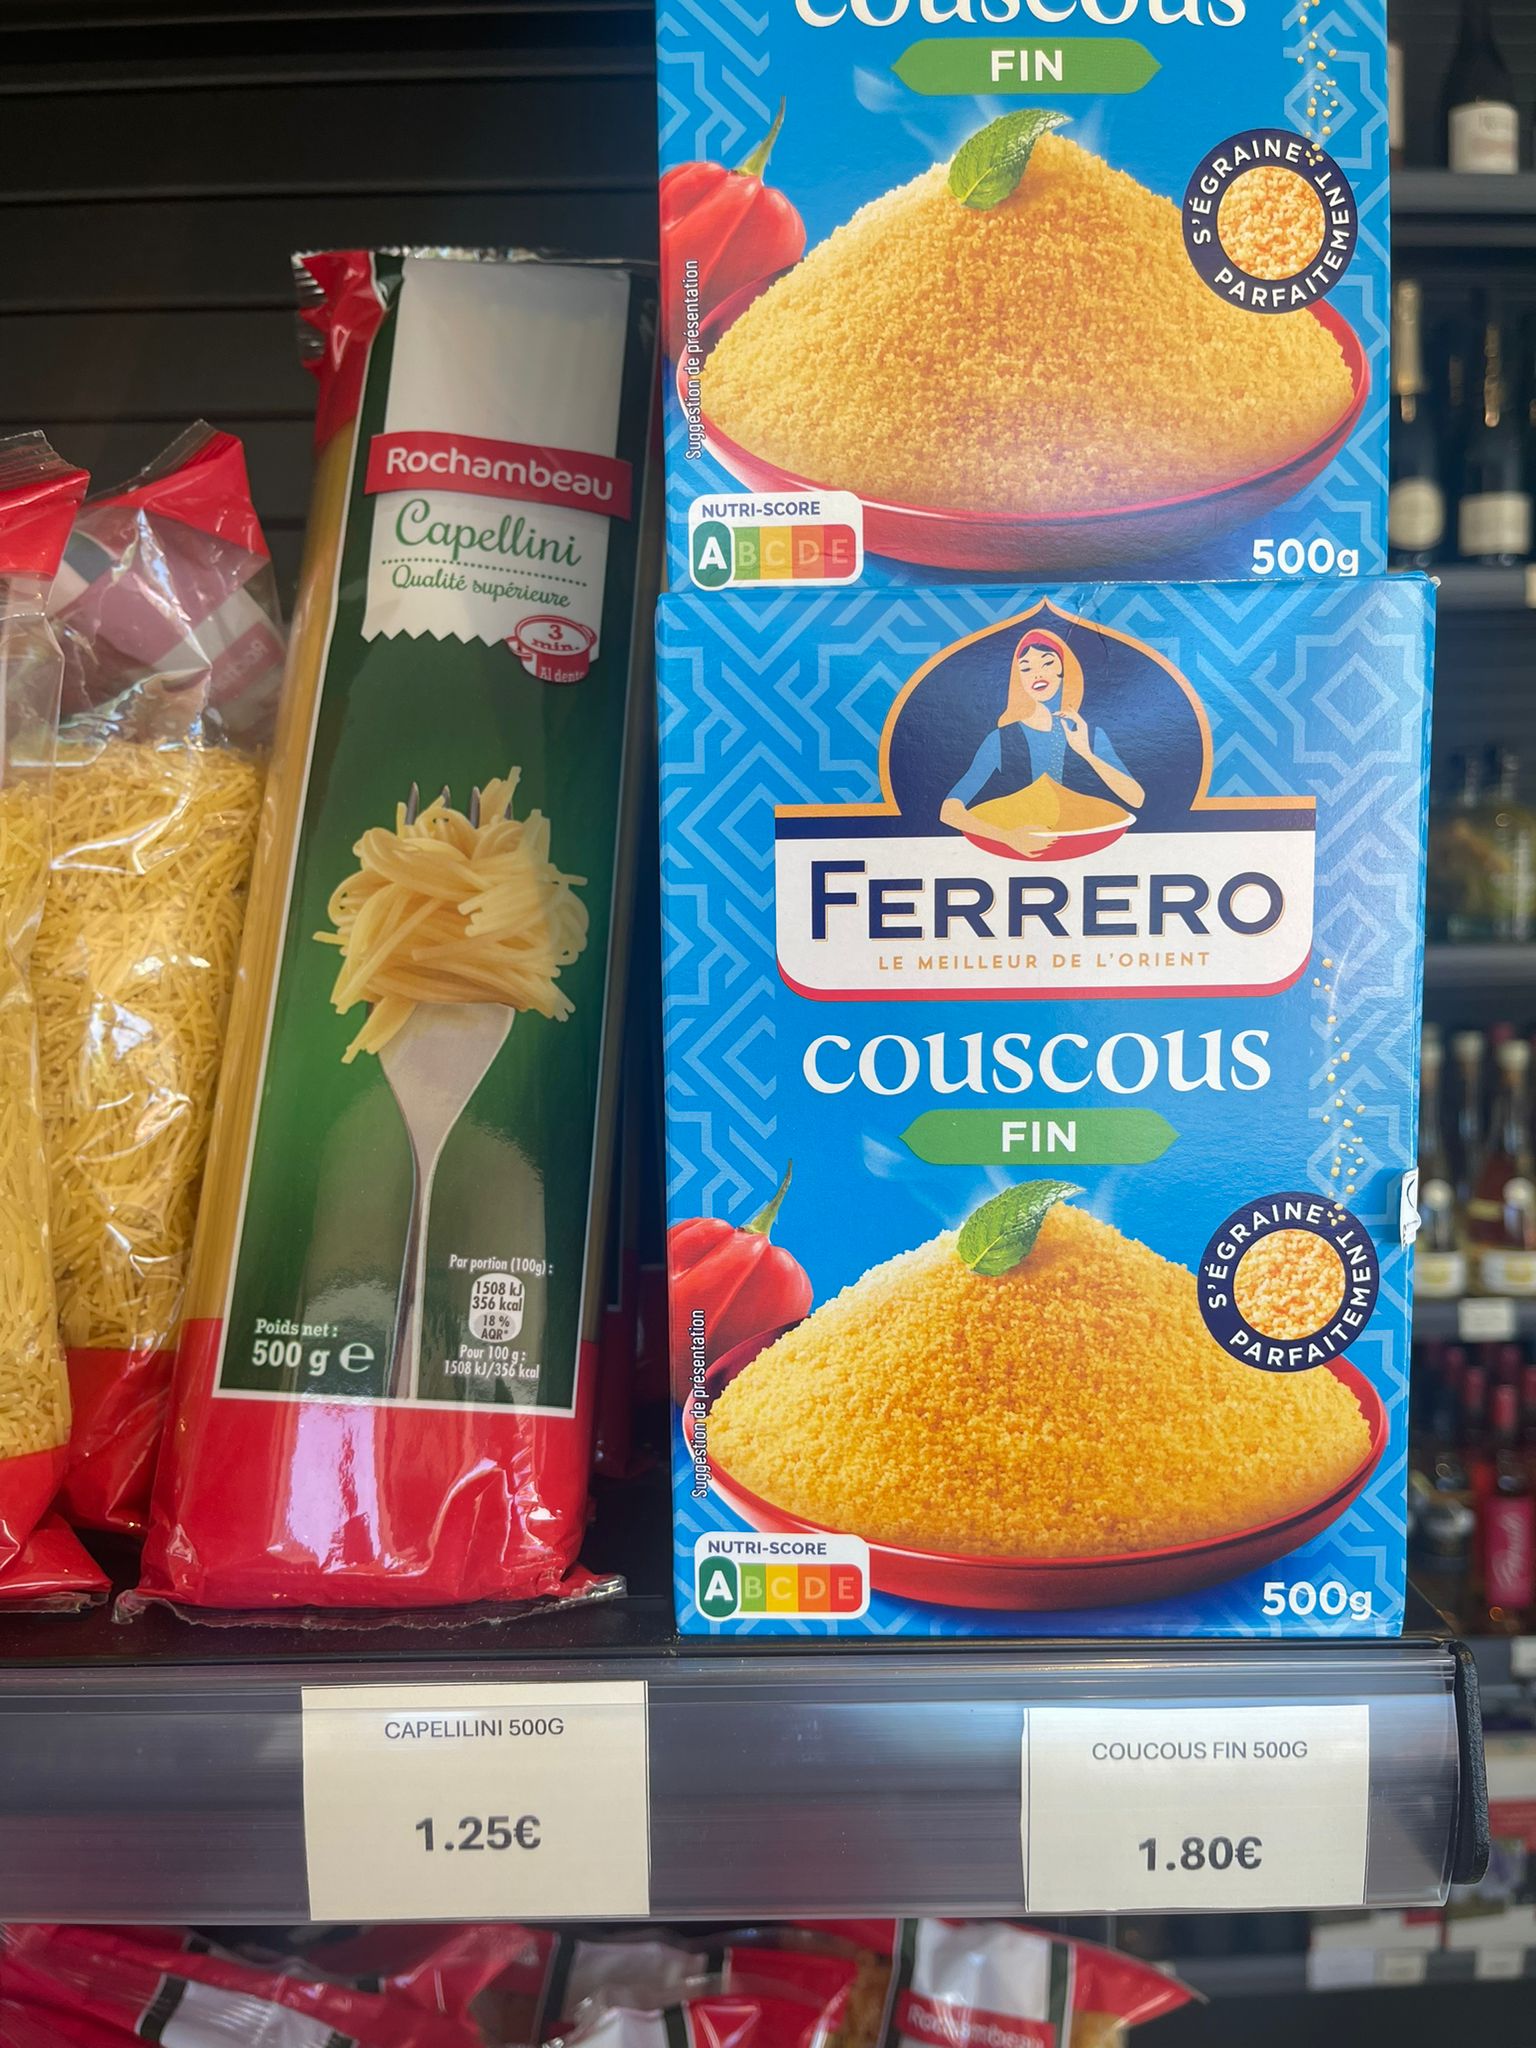 couscous
FIN
S'ÉGRAINE PARFAITEMENT
Suggestion de présentation
NUTRI-SCORE
A B C D E
500g
Rochambeau
Capellini
Qualité supérieure
3
min.
Al dente
Par portion (100g) :
1508 kJ
356 kcal
18 %
AQR*
Pour 100 g :
1508 kJ/356 kcal
Poids net :
500 g e
FERRERO
LE MEILLEUR DE L'ORIENT
couscous
FIN
S'ÉGRAINE PARFAITEMENT
Suggestion de présentation
NUTRI-SCORE
A B C D E
500g
CAPELILINI 500G
1.25€
COUCOUS FIN 500G
1.80€
Rochambeau